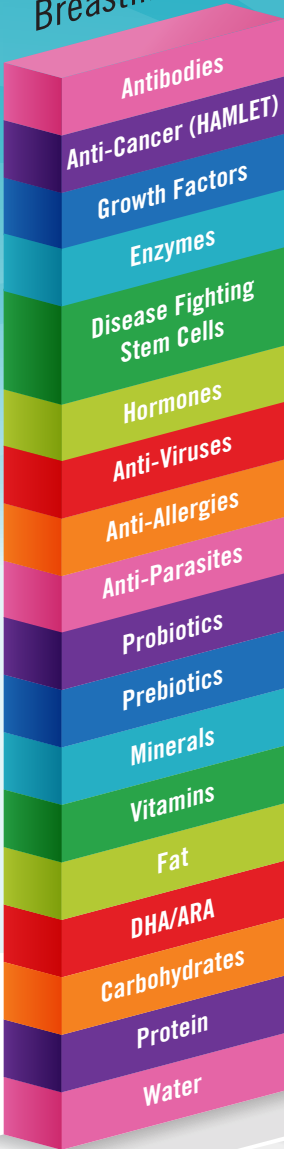 Antibodies
Anti-Cancer (HAMLET)
Growth Factors
Enzymes
Disease Fighting
Stem Cells
Hormones
Anti-Viruses
Anti-Allergies
Anti-Parasites
Probiotics
Prebiotics
Minerals
Vitamins
Fat
DHA/ARA
Carbohydrates
Protein
Water